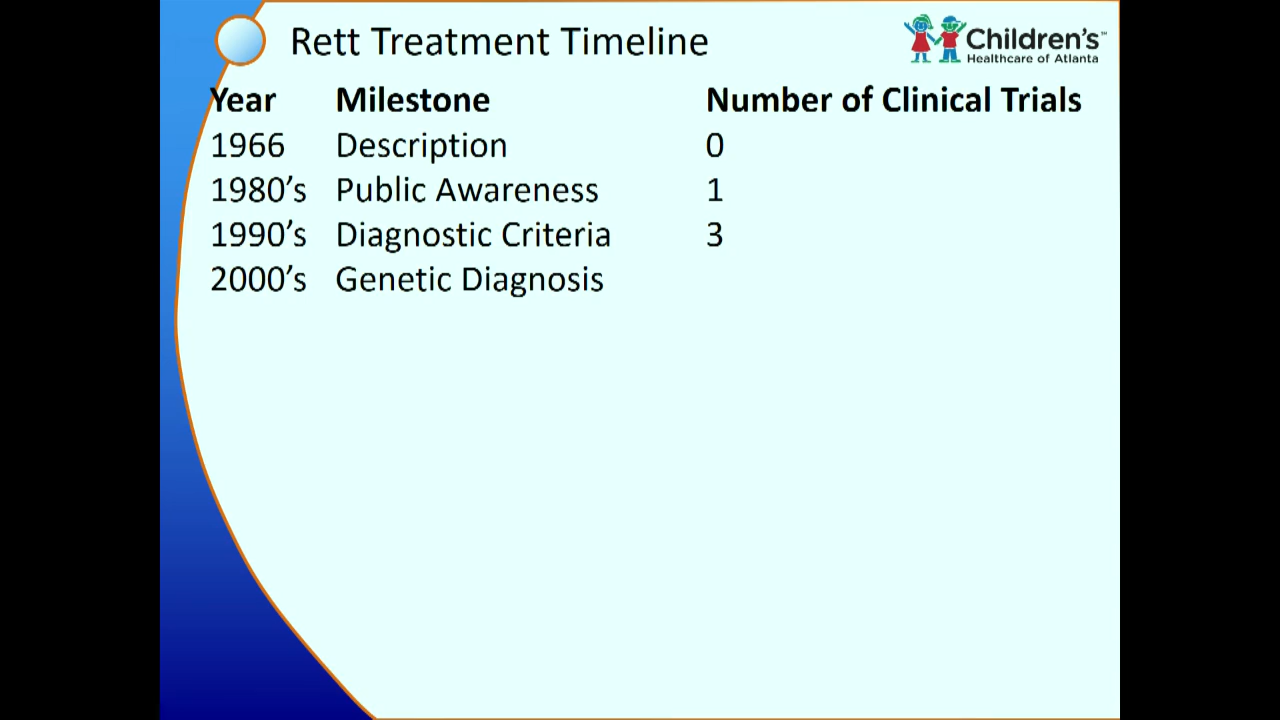 Rett Treatment Timeline
Children's™
Healthcare of Atlanta
Year Milestone Number of Clinical Trials
1966 Description 0
1980's Public Awareness 1
1990's Diagnostic Criteria 3
2000's Genetic Diagnosis